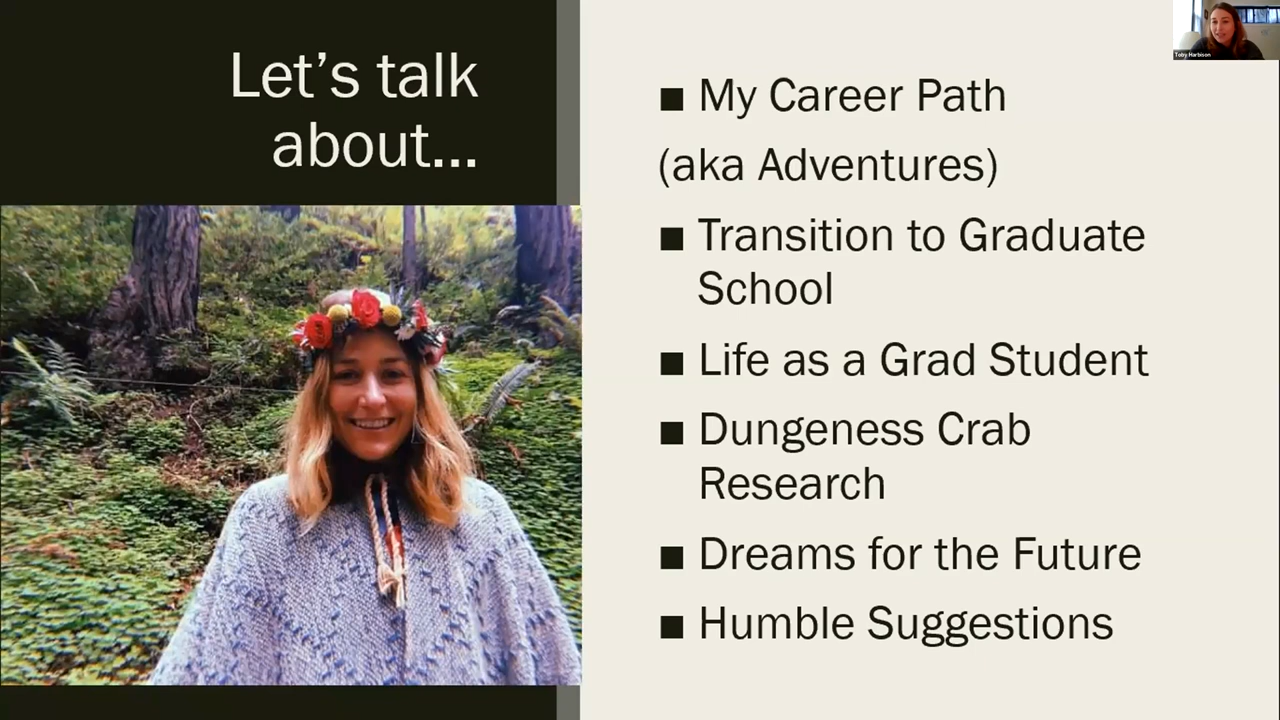 Let's talk
about...
■ My Career Path
(aka Adventures)
■ Transition to Graduate
School
■ Life as a Grad Student
■ Dungeness Crab
Research
■ Dreams for the Future
■ Humble Suggestions
Toby Harbison